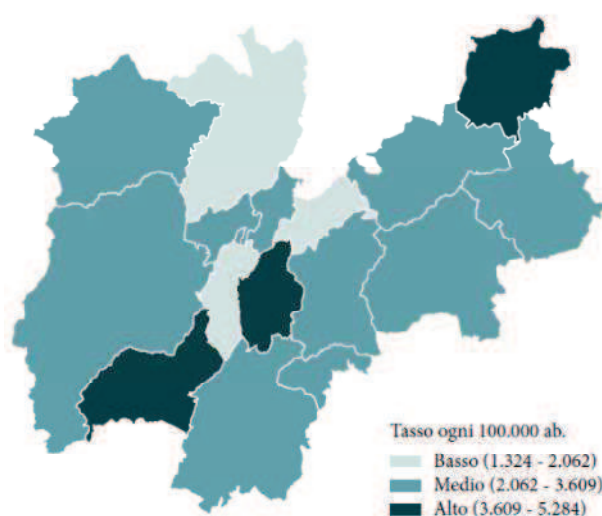 Tasso ogni 100.000 ab.
Basso (1.324 - 2.062)
Medio (2.062 - 3.609)
Alto (3.609 - 5.284)